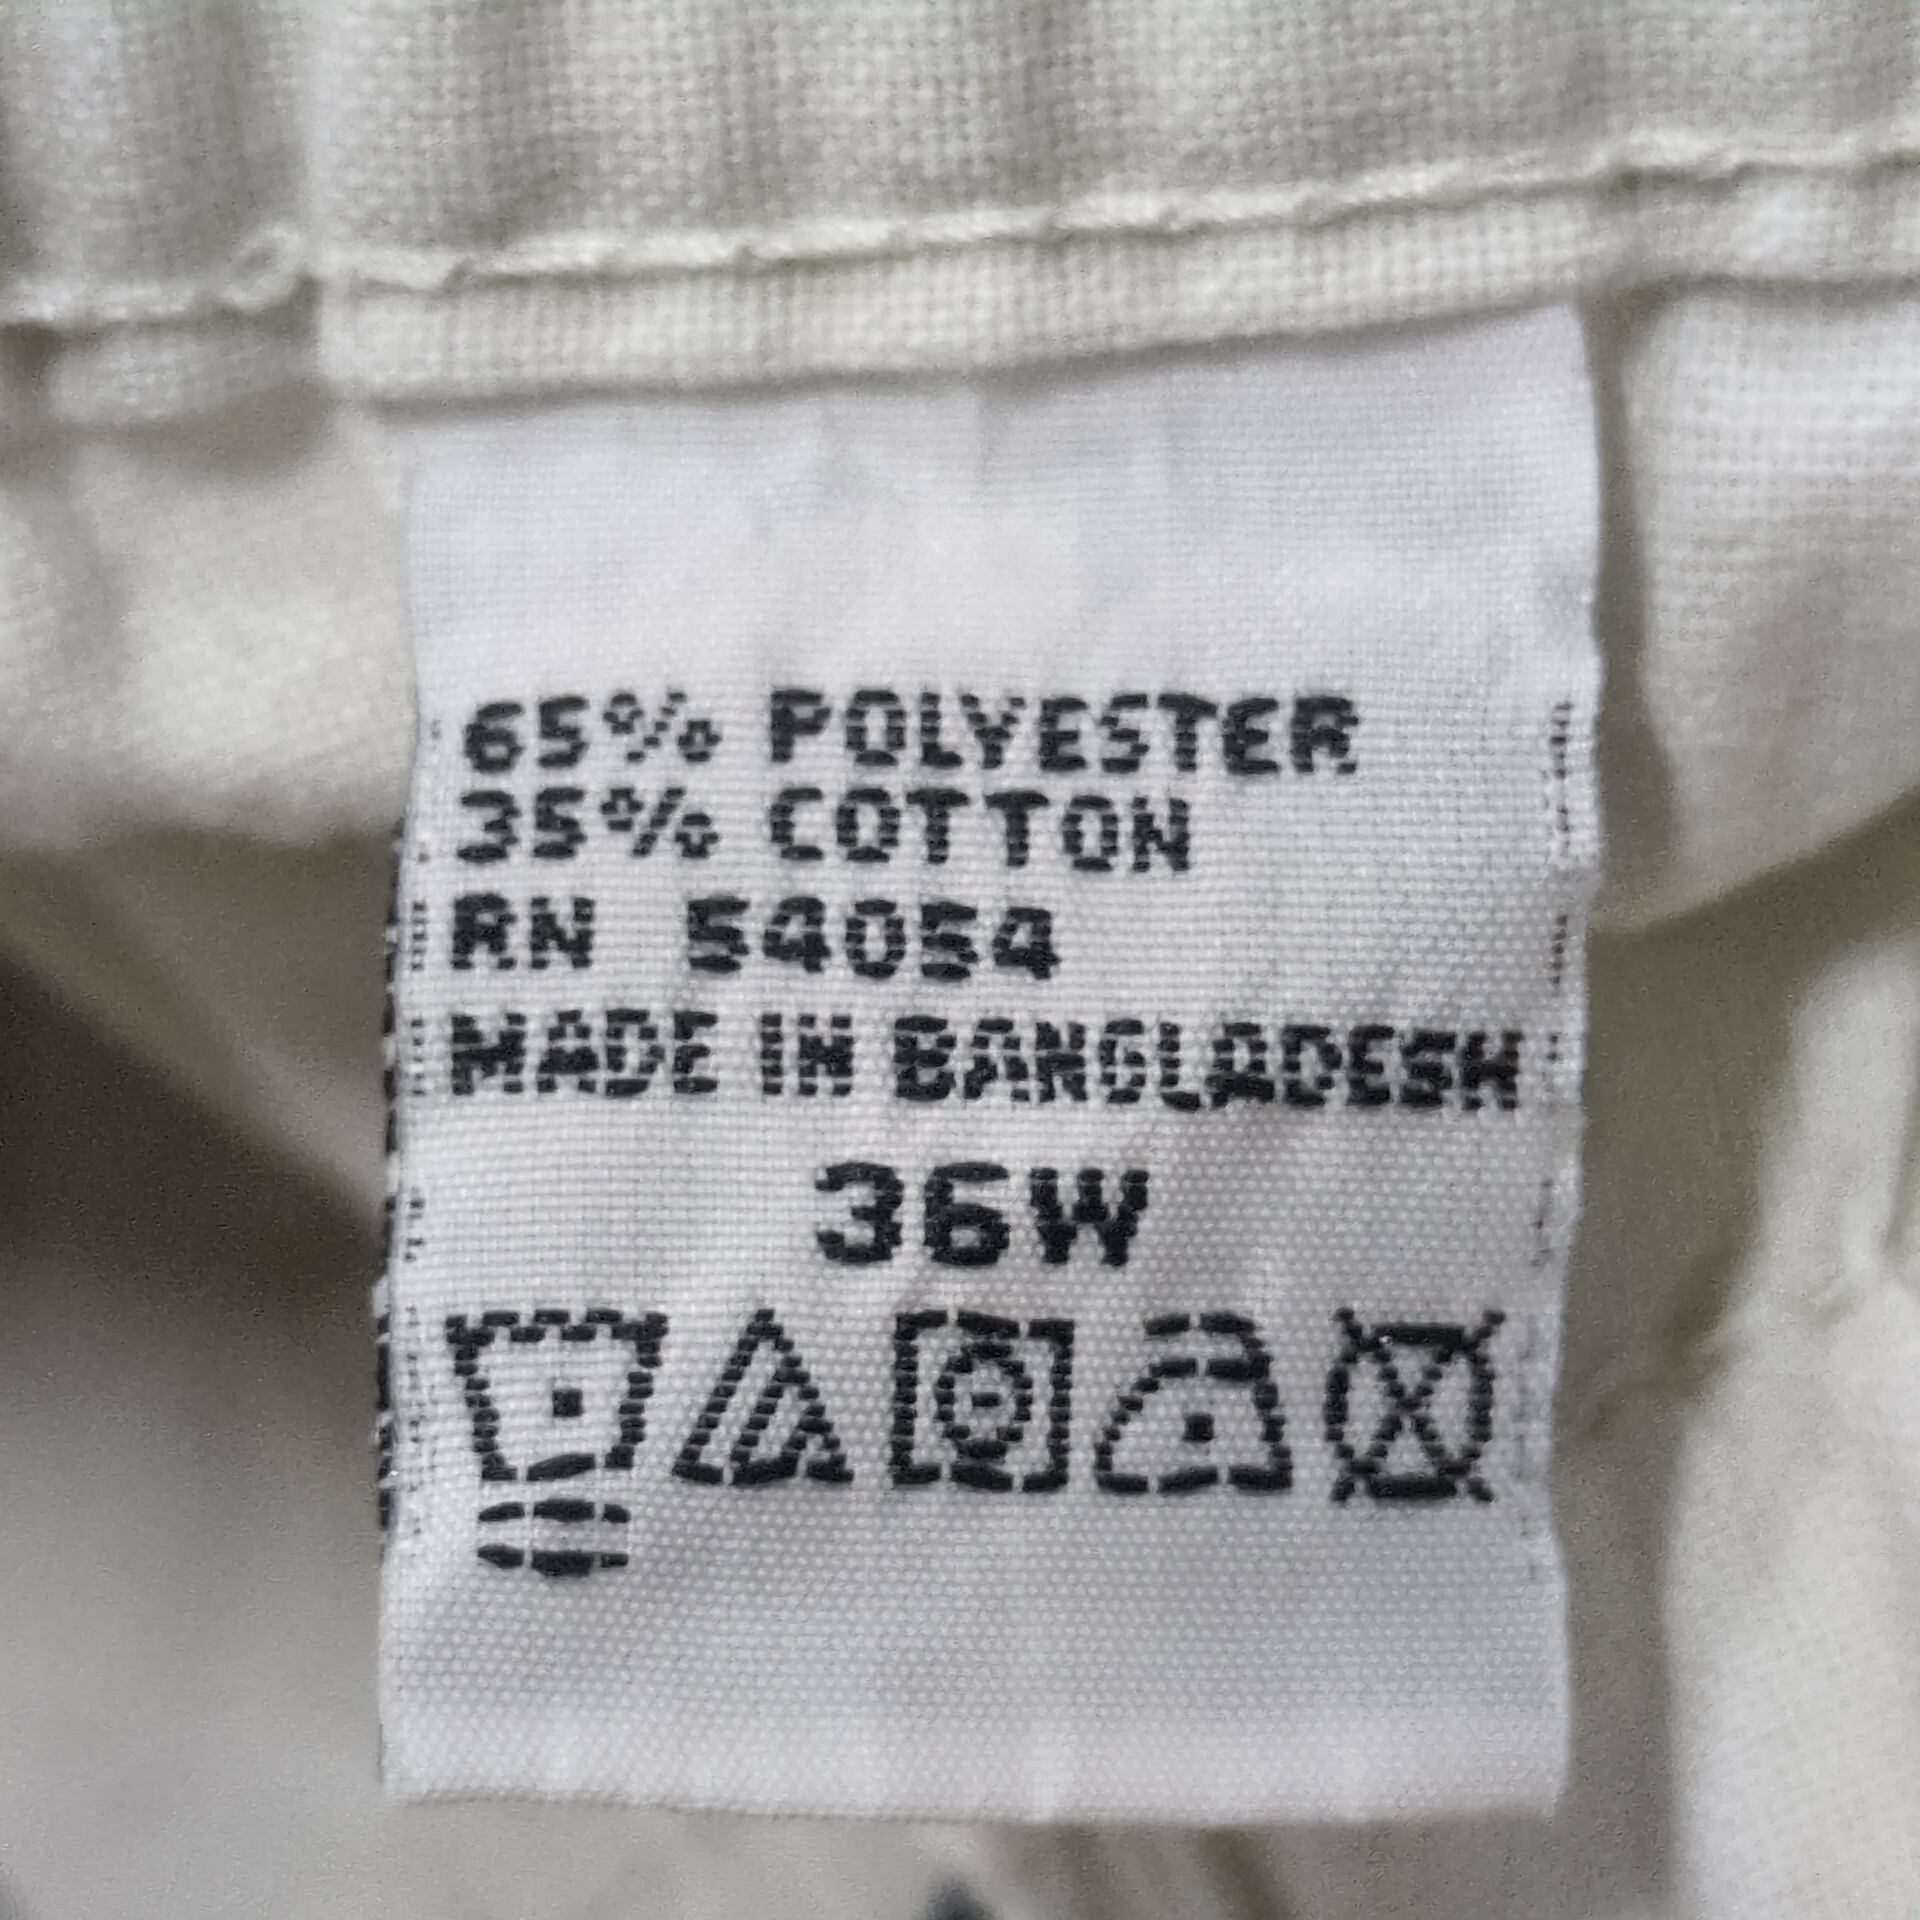 65% POLYESTER
35% COTTON
RN 54054
MADE IN BANGLADESH
36W